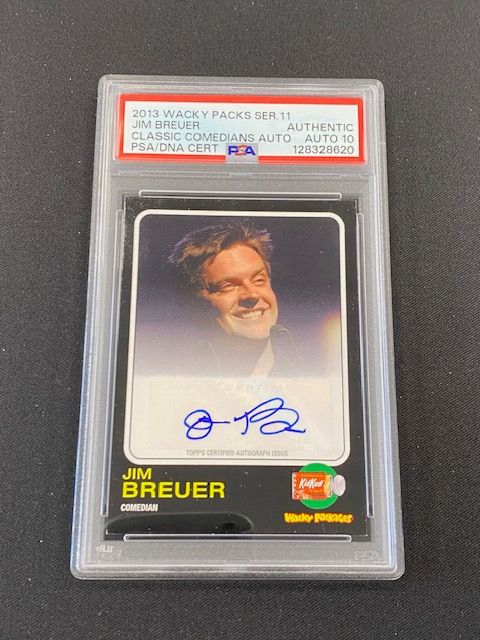 2013 WACKY PACKS SER.11
JIM BREUER AUTHENTIC
CLASSIC COMEDIANS AUTO AUTO 10
PSA/DNA CERT PSA 128328620
TOPPS CERTIFIED AUTOGRAPH ISSUE
JIM
BREUER
COMEDIAN
Wacky Packages
PSA